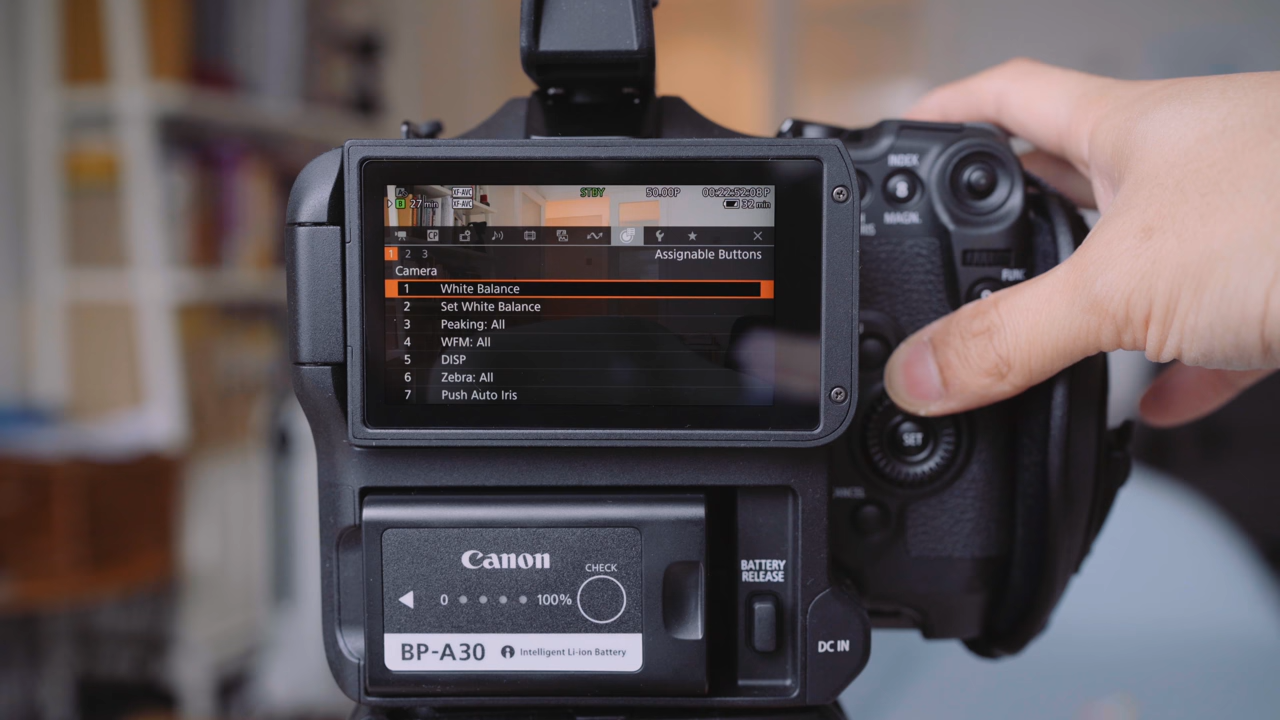 XF-AVC STBY 50.00P 00:22:52:08P
B 27 min XF-AVC 32 min
CP
1 2 3 Assignable Buttons
Camera
1 White Balance
2 Set White Balance
3 Peaking: All
4 WFM: All
5 DISP
6 Zebra: All
7 Push Auto Iris
INDEX
MAGN.
SET
Canon
CHECK
0 100%
BP-A30 Intelligent Li-ion Battery
BATTERY
RELEASE
DC IN